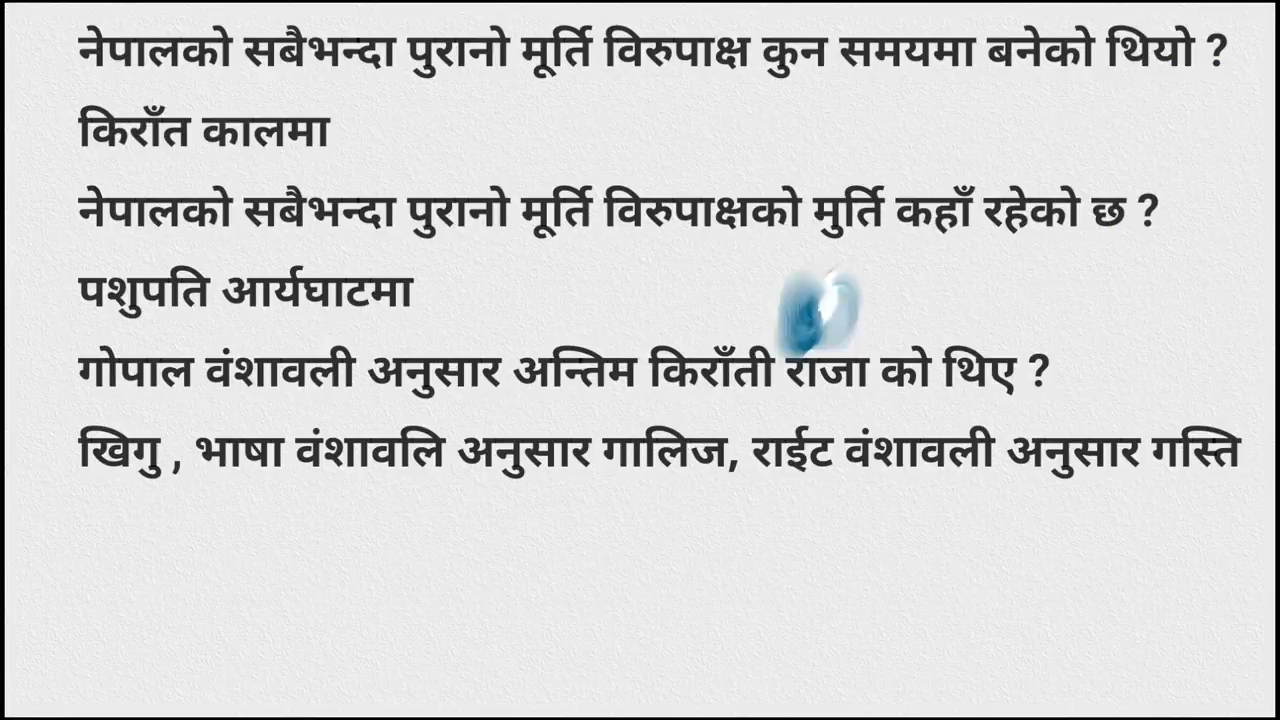 नेपालको सबैभन्दा पुरानो मूर्ति विरुपाक्ष कुन समयमा बनेको थियो ?
किराँत कालमा
नेपालको सबैभन्दा पुरानो मूर्ति विरुपाक्षको मुर्ति कहाँ रहेको छ ?
पशुपति आर्यघाटमा
गोपाल वंशावली अनुसार अन्तिम किराँती राजा को थिए ?
खिगु , भाषा वंशावलि अनुसार गालिज, राईट वंशावली अनुसार गस्ति